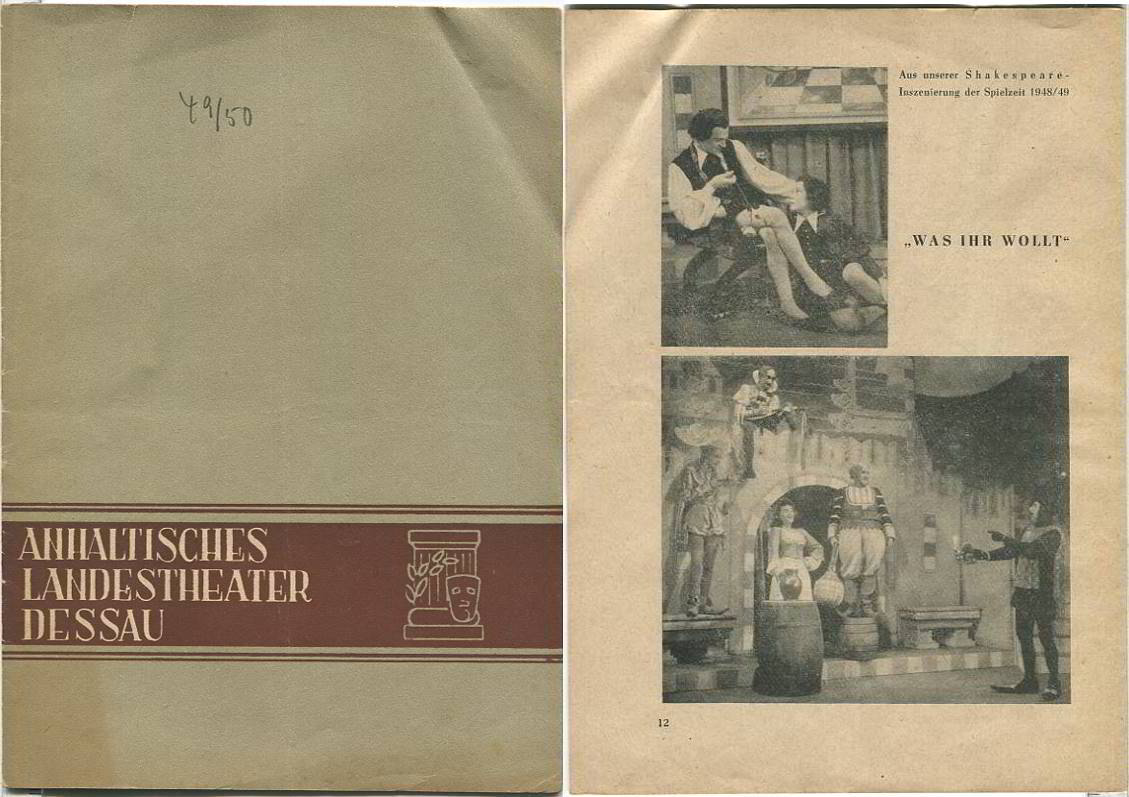 49/50
ANHALTISCHES
LANDESTHEATER
DESSAU
Aus unserer Shakespeare-
Inszenierung der Spielzeit 1948/49
„WAS IHR WOLLT“
12